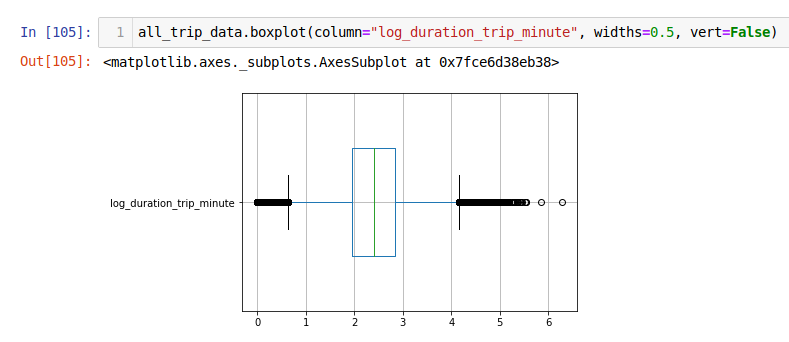 In [105]: 1 all_trip_data.boxplot(column="log_duration_trip_minute", widths=0.5, vert=False)
Out[105]: <matplotlib.axes._subplots.AxesSubplot at 0x7fce6d38eb38>
log_duration_trip_minute
0 1 2 3 4 5 6